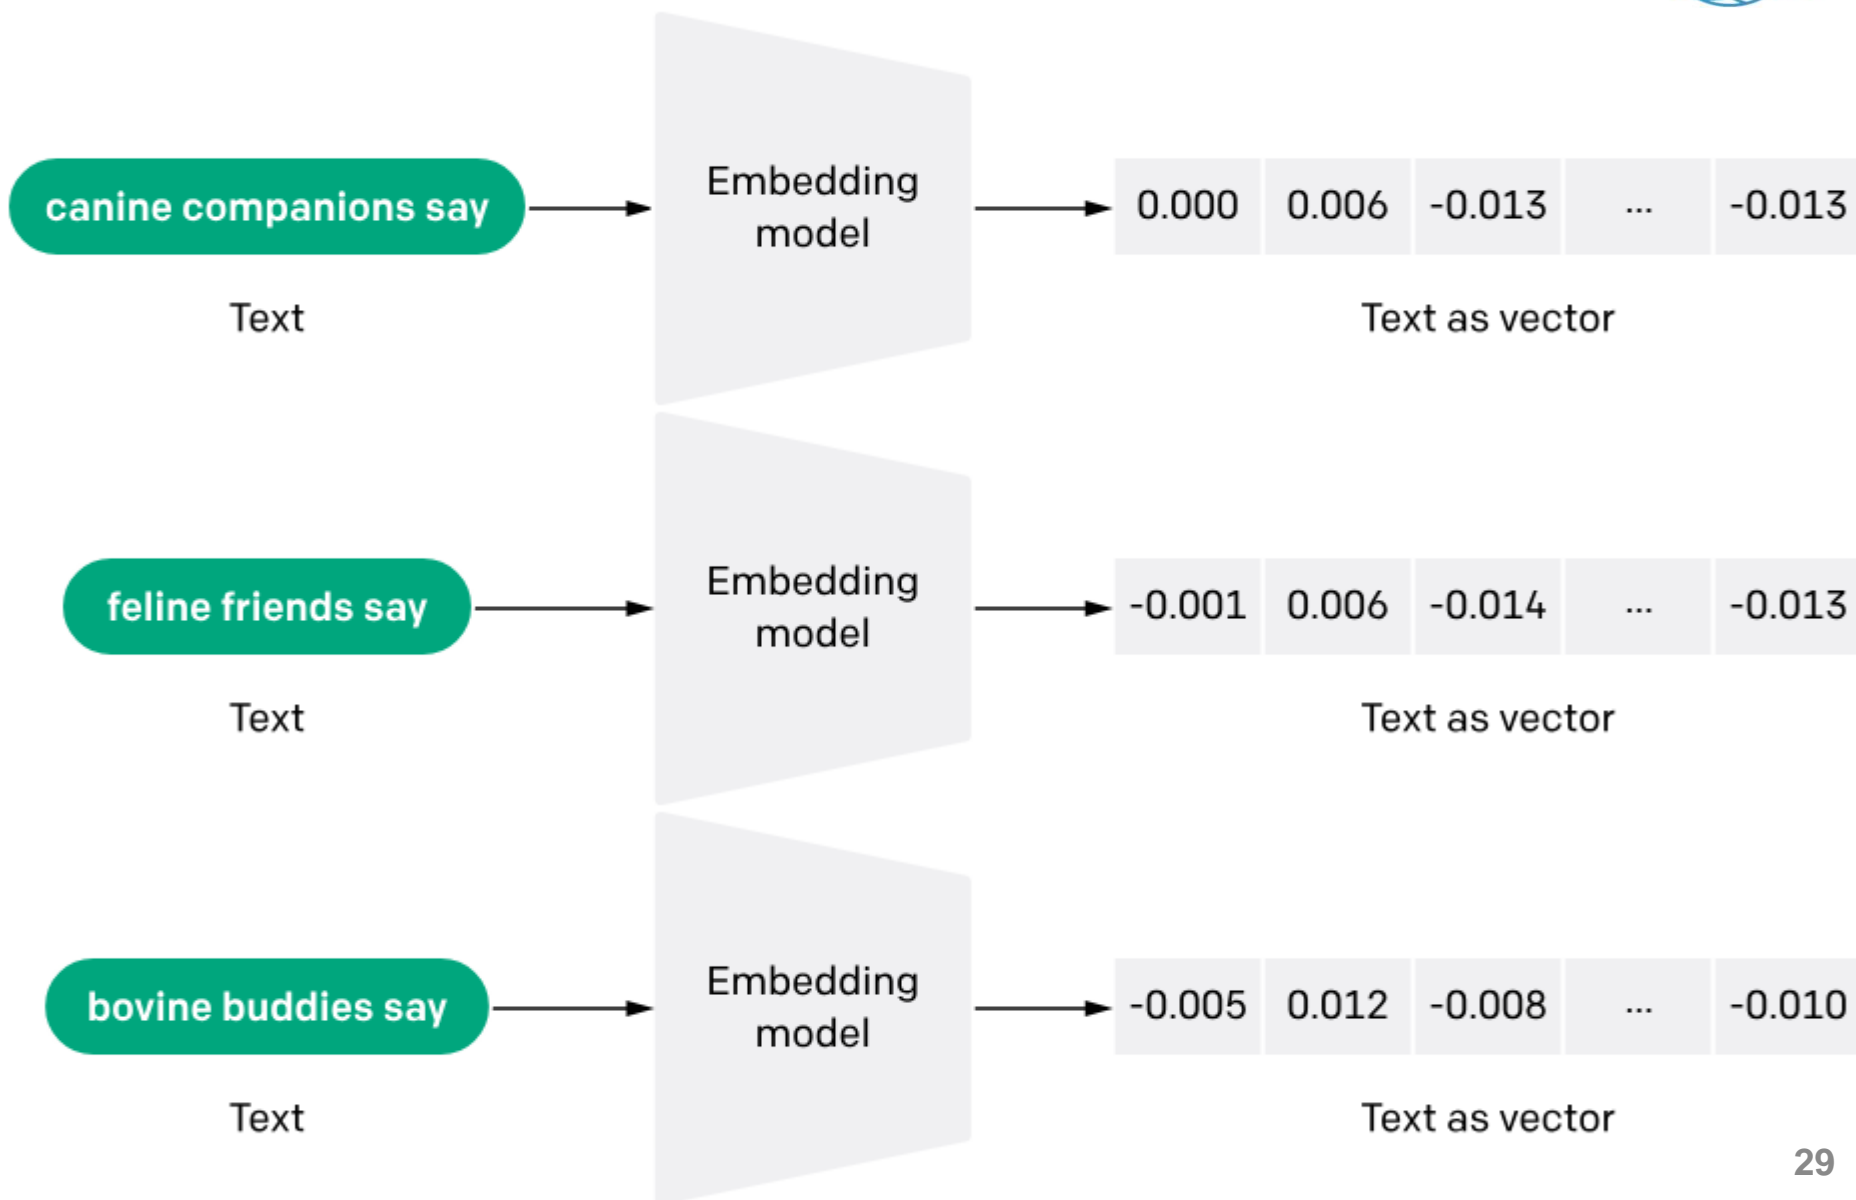 canine companions say
Embedding
model
0.000 0.006 -0.013 ... -0.013
Text
Text as vector
feline friends say
Embedding
model
-0.001 0.006 -0.014 ... -0.013
Text
Text as vector
bovine buddies say
Embedding
model
-0.005 0.012 -0.008 ... -0.010
Text
Text as vector
29